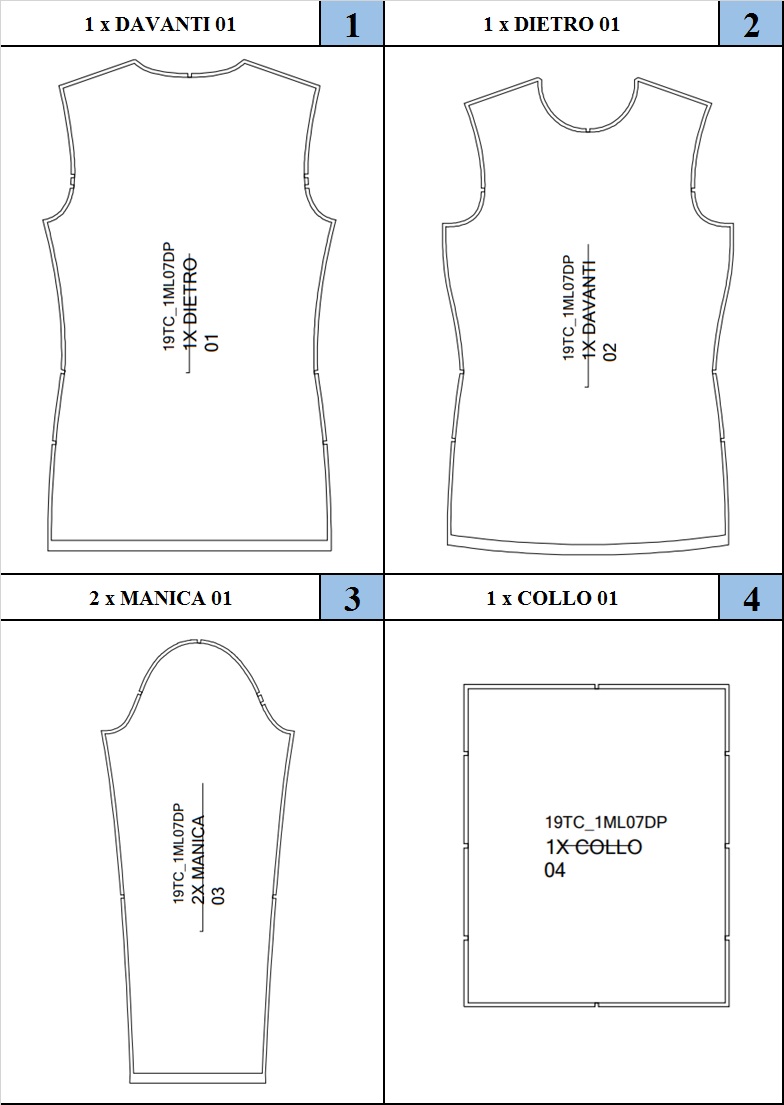 1 x DAVANTI 01
1
1 x DIETRO 01
2
19TC_1ML07DP
1X DIETRO
01
19TC_1ML07DP
1X DAVANTI
02
2 x MANICA 01
3
1 x COLLO 01
4
19TC_1ML07DP
2X MANICA
03
19TC_1ML07DP
1X COLLO
04